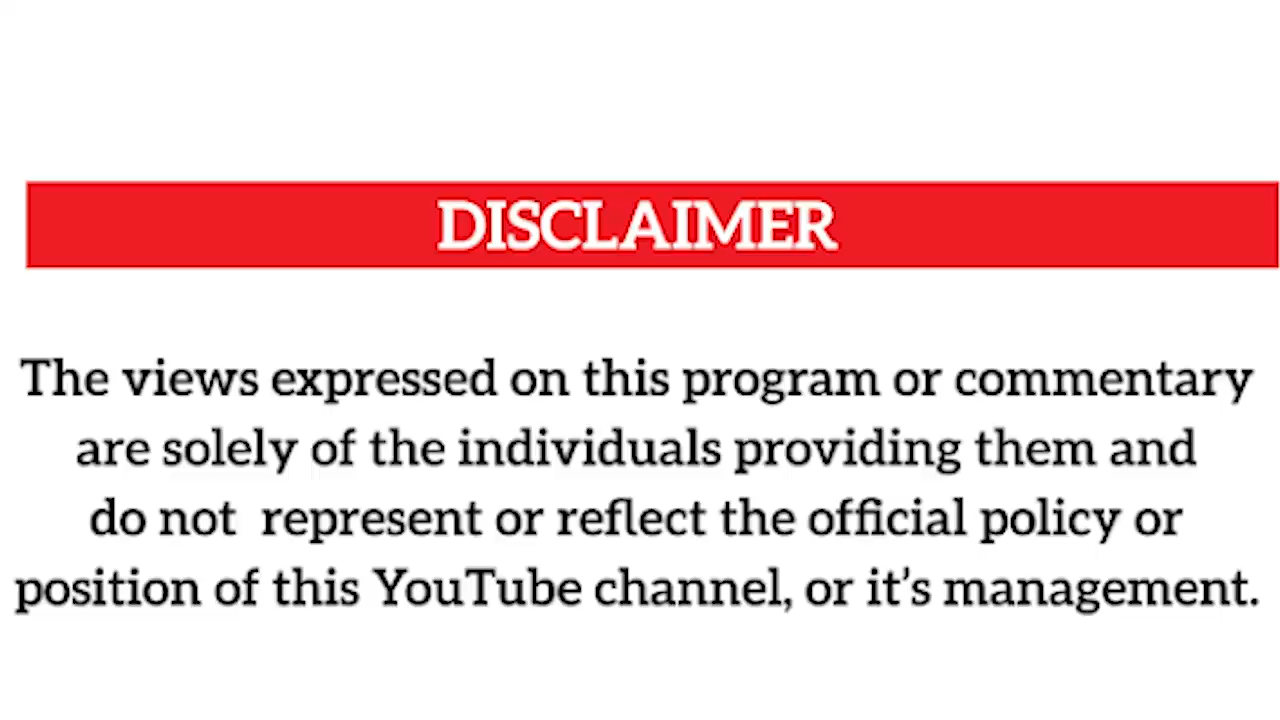 DISCLAIMER
The views expressed on this program or commentary
are solely of the individuals providing them and
do not  represent or reflect the official policy or
position of this YouTube channel, or it’s management.